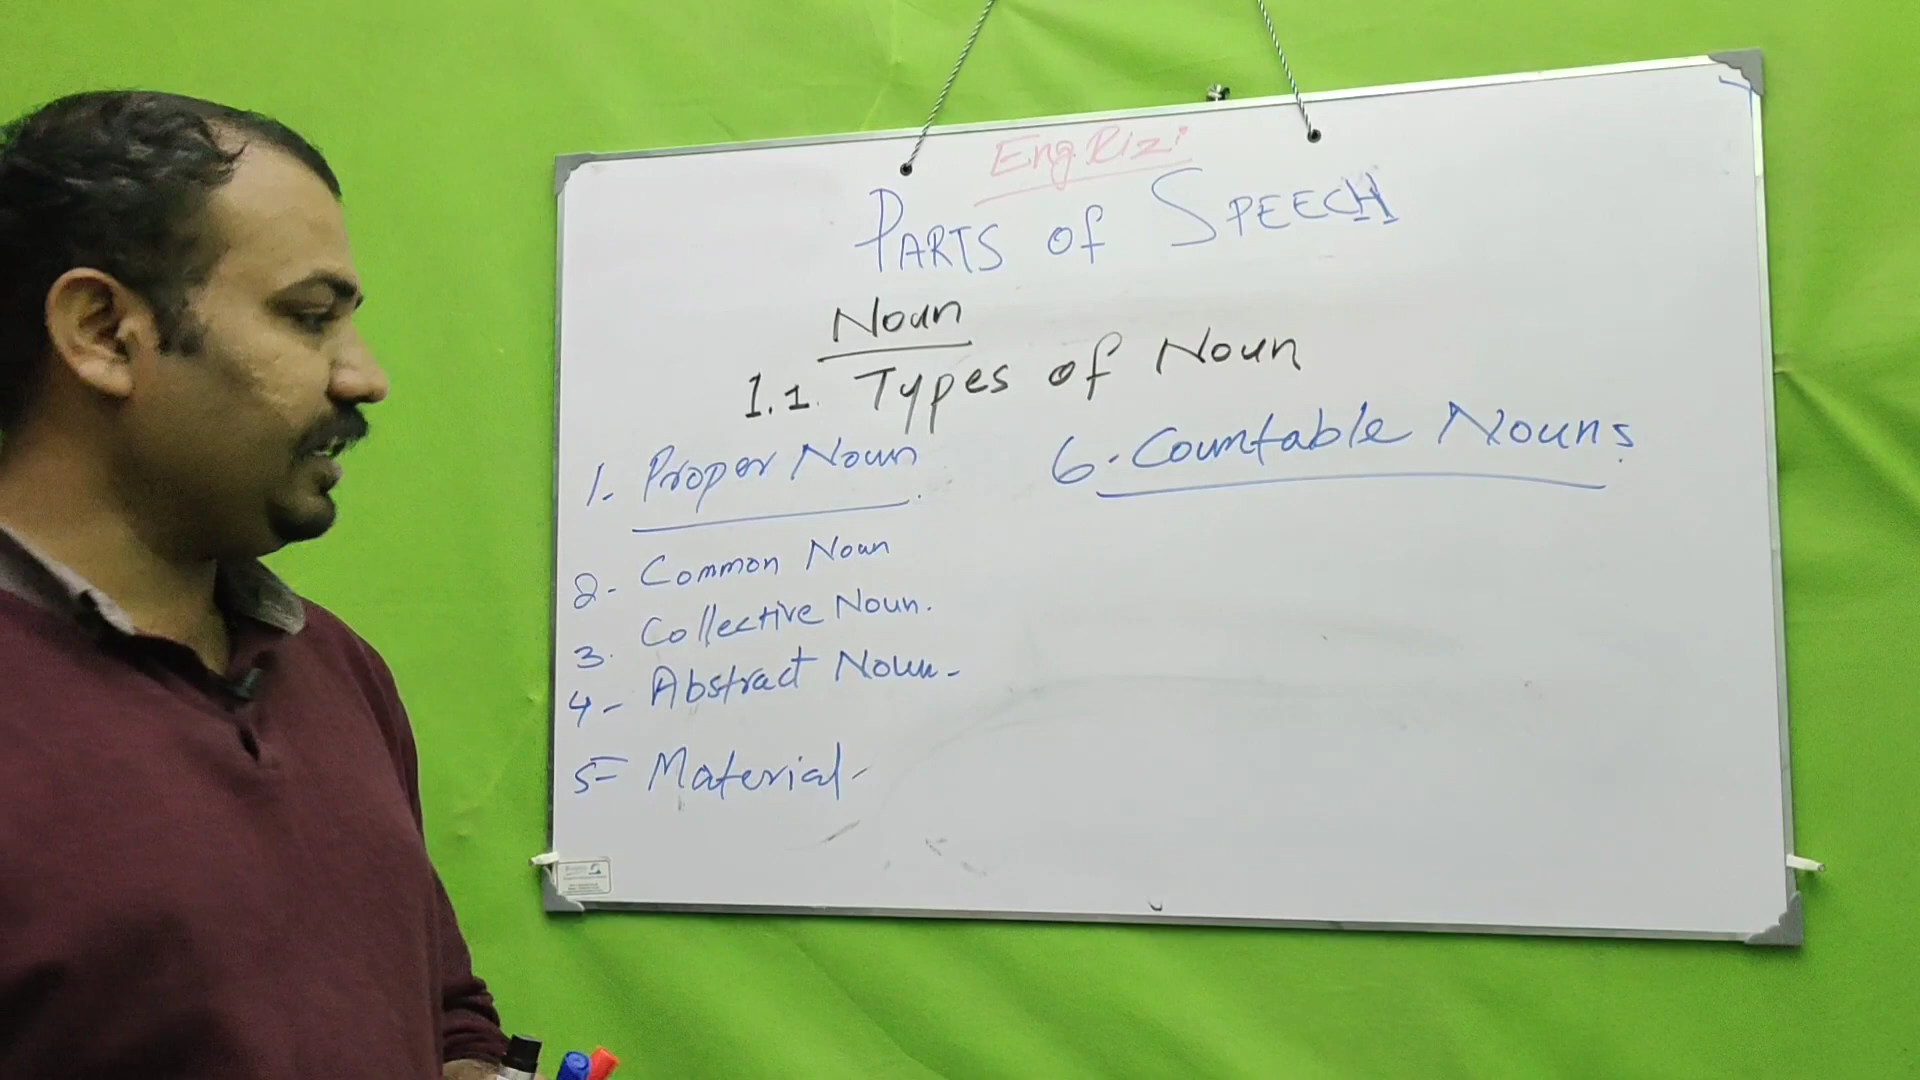 Eng Rizi
PARTS of SPEECH
Noun
1.1. Types of Noun
1. Proper Noun
2- Common Noun
3. Collective Noun.
4- Abstract Noun-
5= Material-
6. Countable Nouns